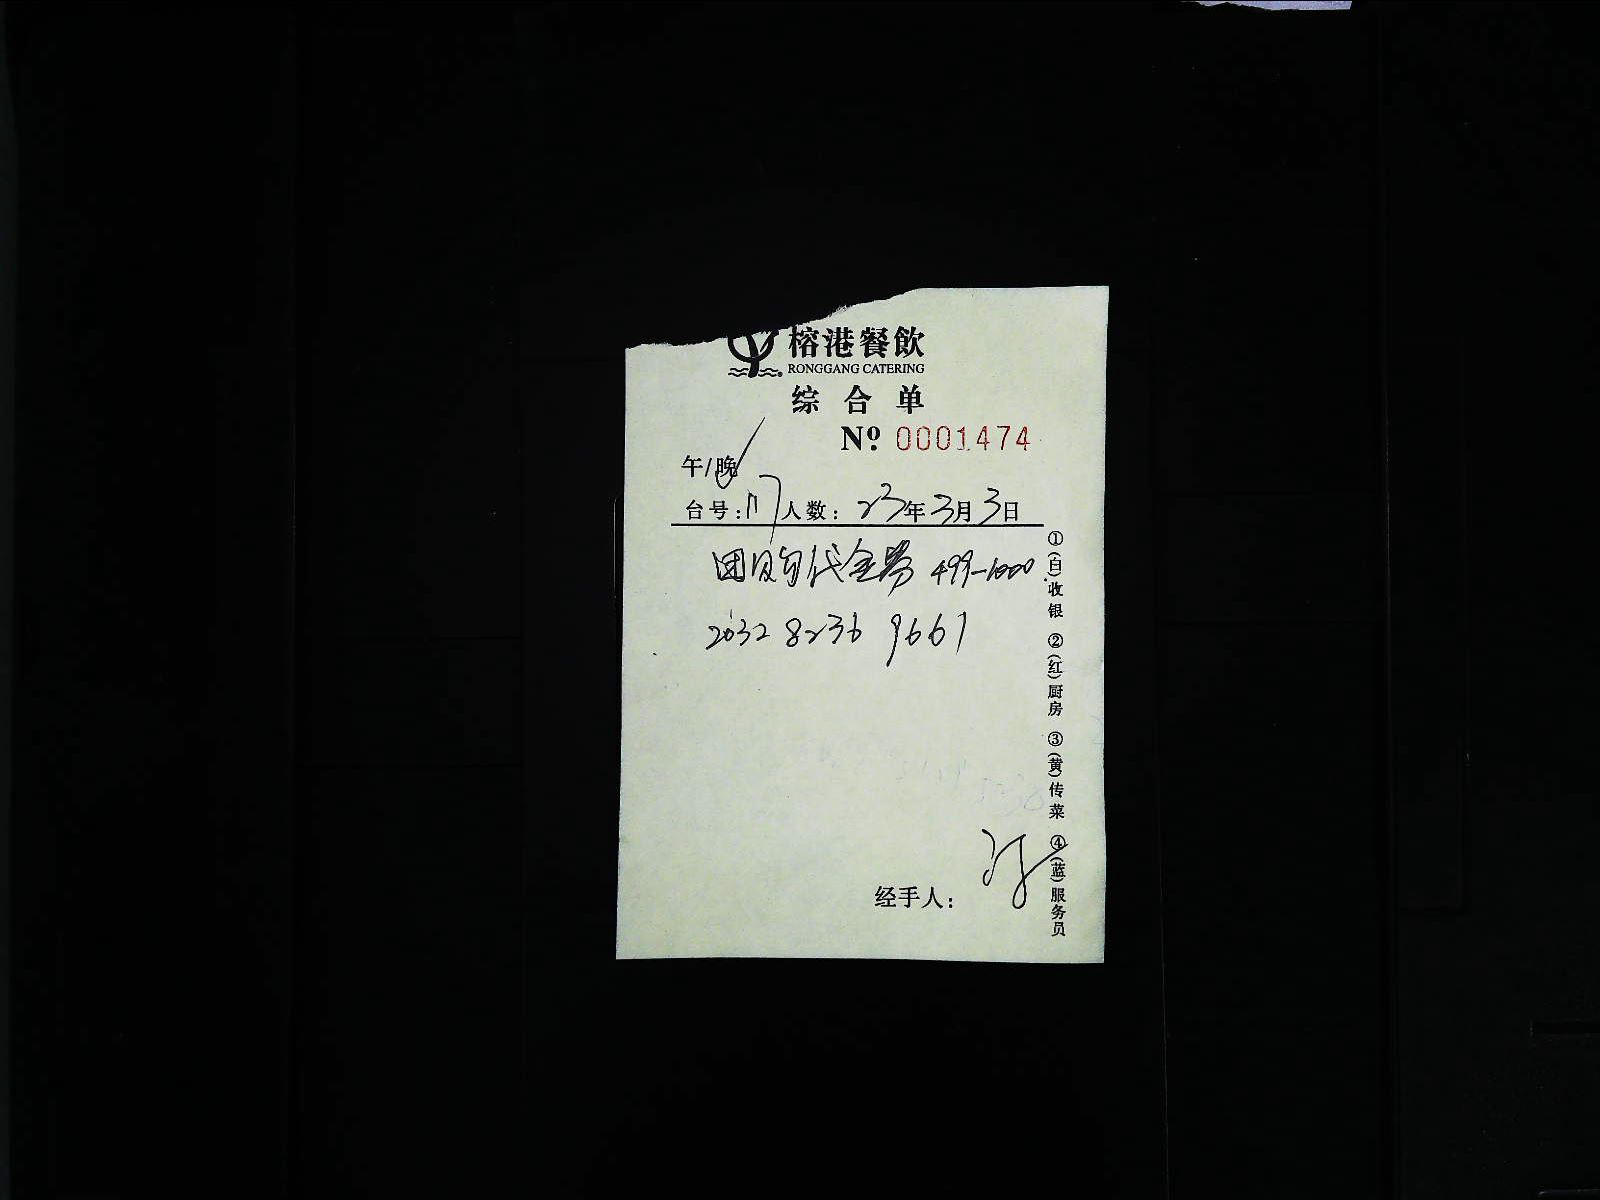 榕港餐飲
RONGGANG CATERING
综合单
№ 0001474
午/晚
台号: 117 人数: 23年3月3日
团购代金券 499-1000
2032 8236 9661
经手人:
①(白)收银 ②(红)厨房 ③(黄)传菜 ④(蓝)服务员